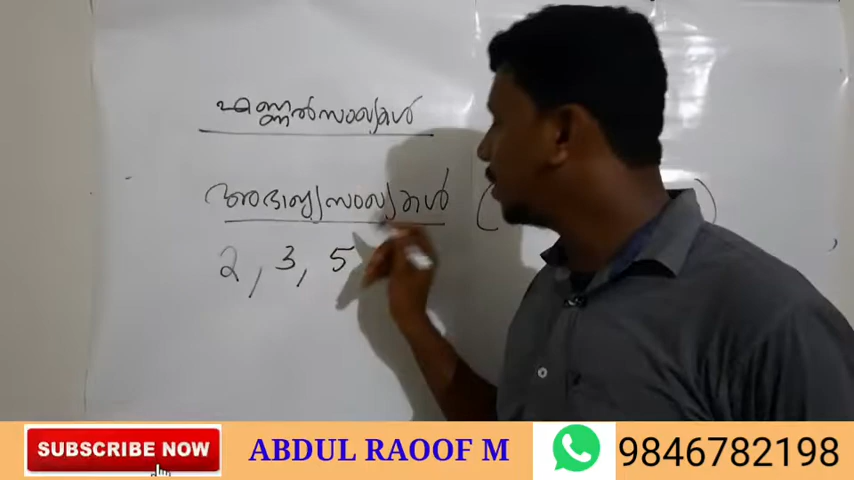 എണ്ണൽസംഖ്യകൾ
അഭാജ്യസംഖ്യകൾ ( )
2, 3, 5
SUBSCRIBE NOW
ABDUL RAOOF M
9846782198